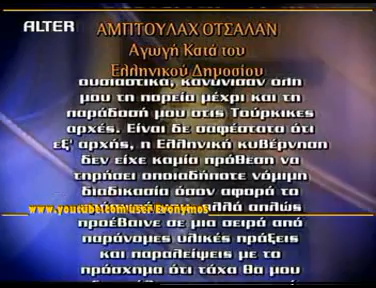 ALTER
ΑΜΠΤΟΥΛΑΧ ΟΤΣΑΛΑΝ
Αγωγή Κατά του
Ελληνικού Δημοσίου
ουσιαστικά, κανόνισαν όλη
μου τη πορεία μέχρι και τη
παράδοσή μου στις Τούρκικες
αρχές. Είναι δε σαφέστατο ότι
εξ' αρχής, η Ελληνική κυβέρνηση
δεν είχε καμία πρόθεση να
τηρήσει οποιαδήποτε νόμιμη
διαδικασία όσον αφορά το
αλλά απλώς
www.youtube.com/user/Evonymos
προέβαινε σε μια σειρά από
παράνομες υλικές πράξεις
και παραλείψεις με το
πρόσχημα ότι τάχα θα μου